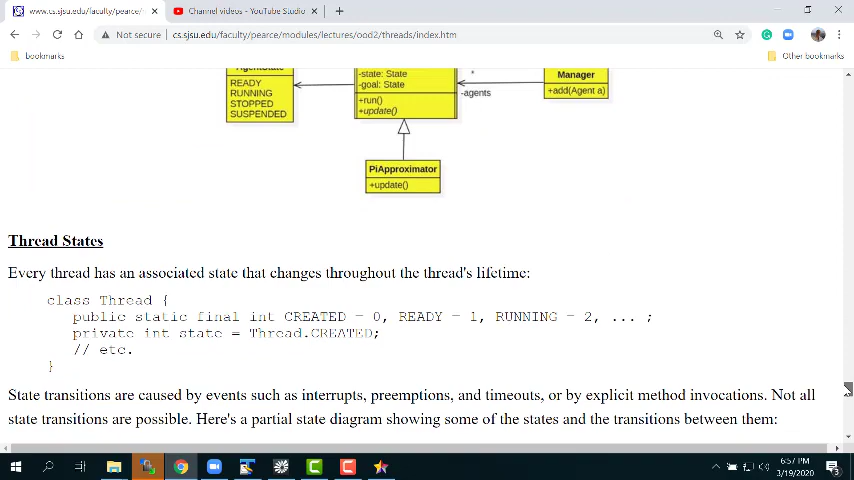 www.cs.sjsu.edu/faculty/pearce/
Channel videos - YouTube Studio
Not secure
cs.sjsu.edu/faculty/pearce/modules/lectures/ood2/threads/index.htm
bookmarks
Other bookmarks
READY
RUNNING
STOPPED
SUSPENDED
-state: State
-goal: State
+run()
+update()
*
-agents
Manager
+add(Agent a)
PiApproximator
+update()
Thread States
Every thread has an associated state that changes throughout the thread's lifetime:
class Thread {
public static final int CREATED = 0, READY = 1, RUNNING = 2, ... ;
private int state = Thread.CREATED;
// etc.
}
State transitions are caused by events such as interrupts, preemptions, and timeouts, or by explicit method invocations. Not all
state transitions are possible. Here's a partial state diagram showing some of the states and the transitions between them:
6:57 PM
3/19/2020
3